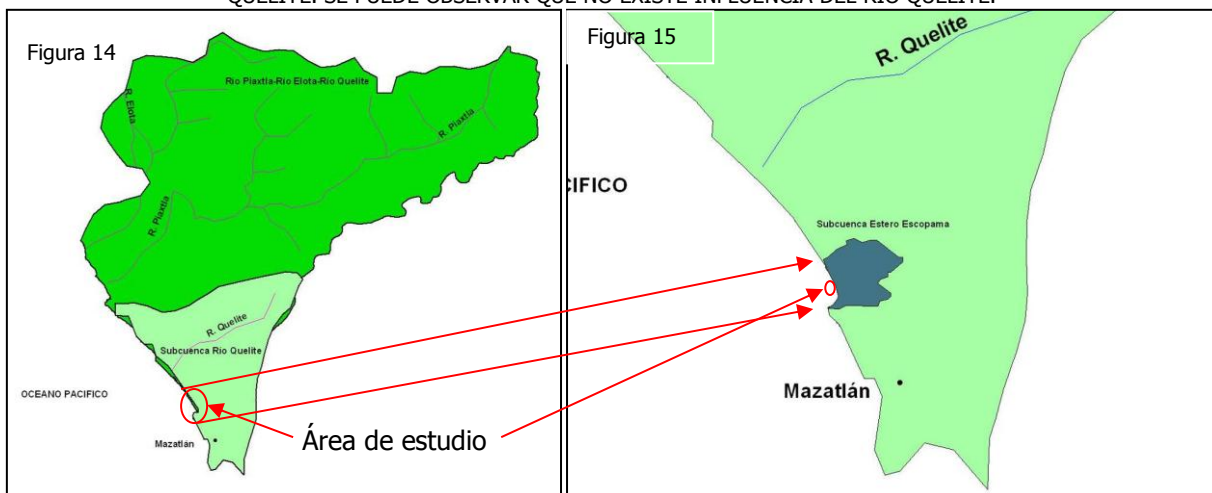 QUELITE. SE PUEDE OBSERVAR QUE NO EXISTE INFLUENCIA DEL RIO QUELITE.
Figura 14
Rio Piaxtla-Rio Elota-Rio Quelite
R. Elota
R. Piaxtla
R. Piaxtla
R. Quelite
Subcuenca Rio Quelite
OCEANO PACIFICO
Mazatlán
Área de estudio
Figura 15
R. Quelite
CIFICO
Subcuenca Estero Escopama
Mazatlán